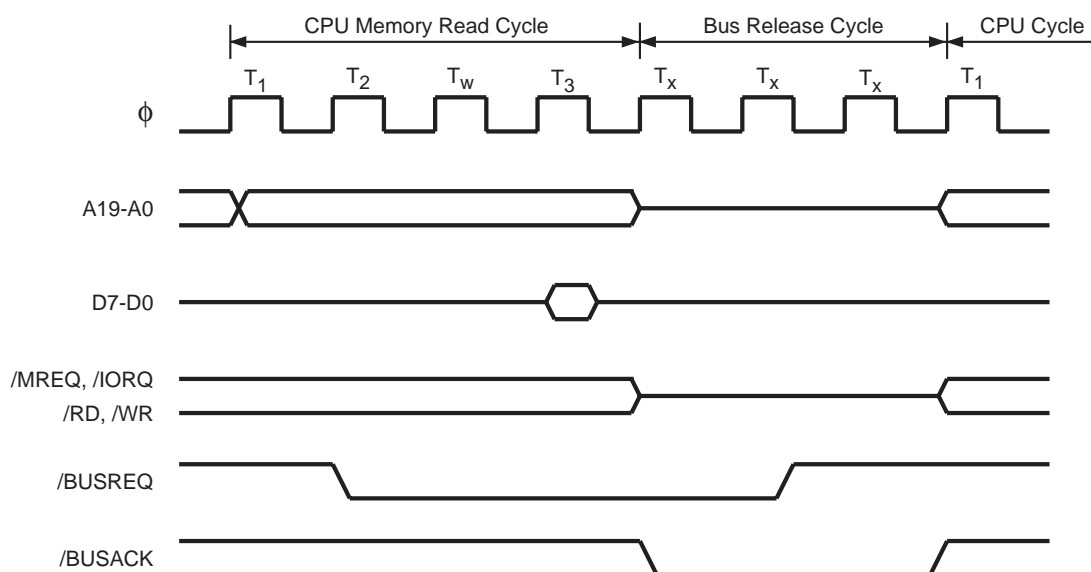 CPU Memory Read Cycle Bus Release Cycle CPU Cycle
T1 T2 Tw T3 Tx Tx Tx T1
ϕ
A19-A0
D7-D0
/MREQ, /IORQ
/RD, /WR
/BUSREQ
/BUSACK